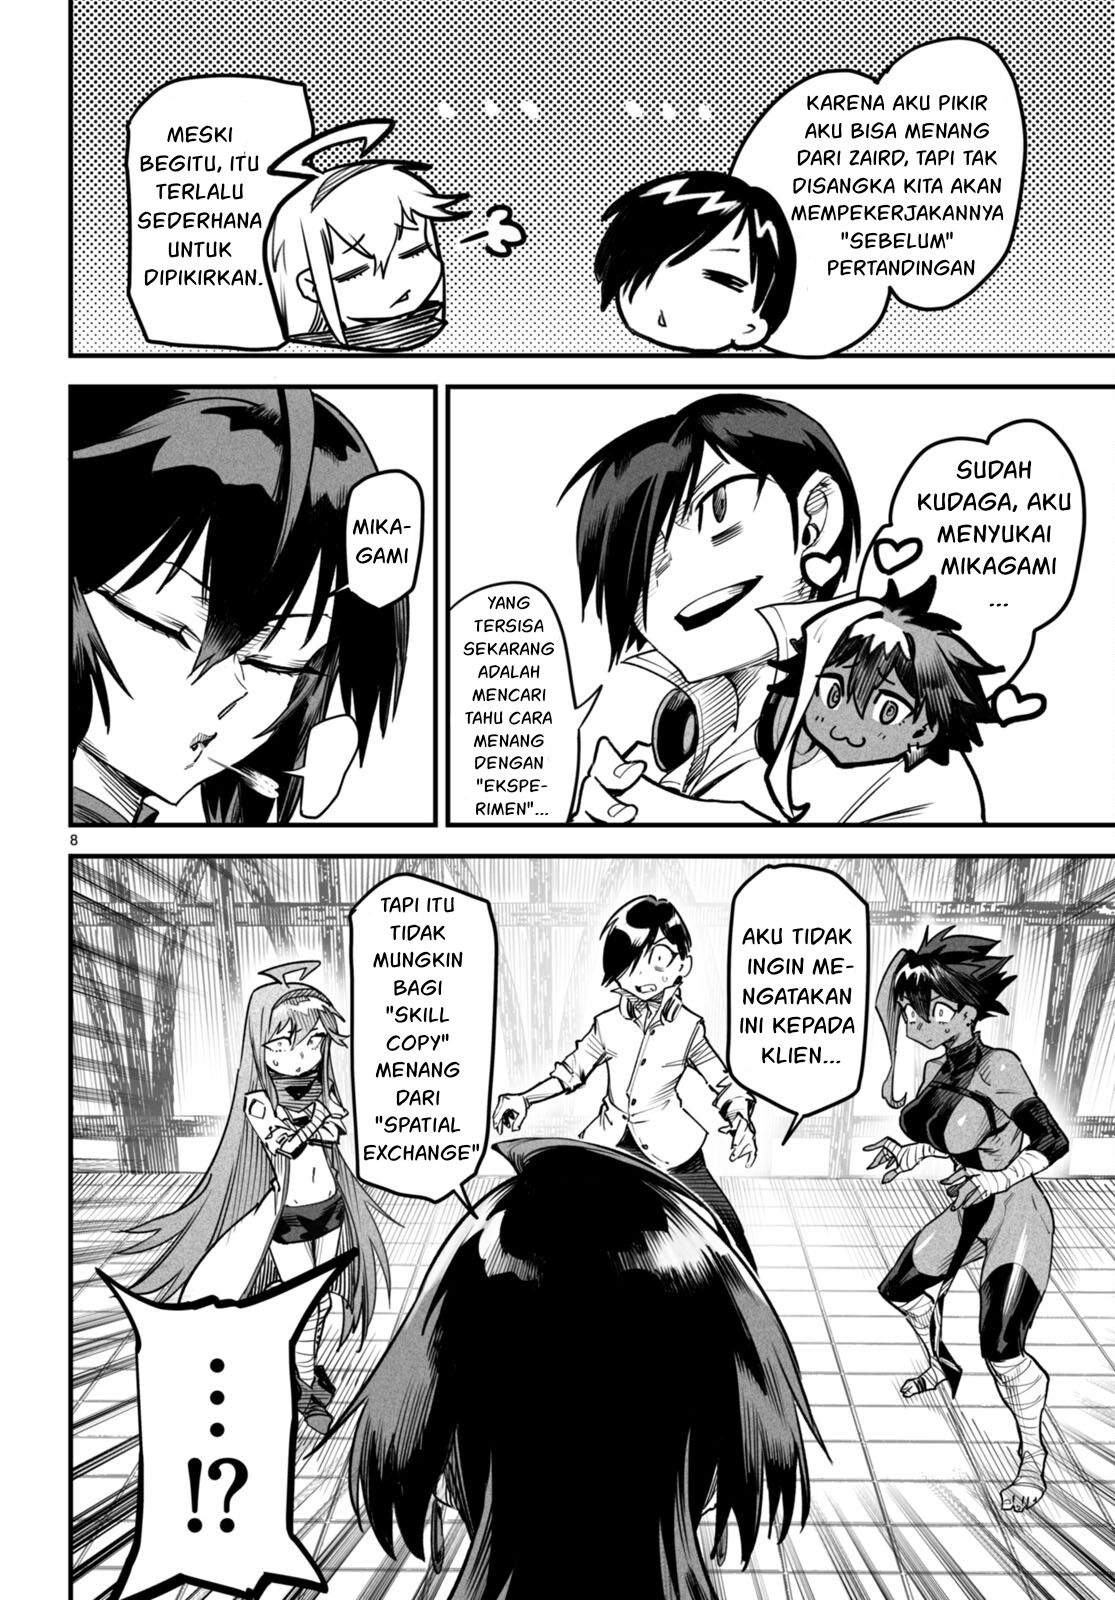 KARENA AKU PIKIR
AKU BISA MENANG
DARI ZAIRD, TAPI TAK
DISANGKA KITA AKAN
MEMPEKERJAKANNYA
"SEBELUM"
PERTANDINGAN
MESKI
BEGITU, ITU
TERLALU
SEDERHANA
UNTUK
DIPIKIRKAN.
SUDAH
KUDAGA, AKU
MENYUKAI
MIKAGAMI
...
YANG
TERSISA
SEKARANG
ADALAH
MENCARI
TAHU CARA
MENANG
DENGAN
"EKSPE-
RIMEN"...
MIKA-
GAMI
8
AKU TIDAK
INGIN ME-
NGATAKAN
INI KEPADA
KLIEN...
TAPI ITU
TIDAK
MUNGKIN
BAGI
"SKILL
COPY"
MENANG
DARI
"SPATIAL
EXCHANGE"
...
!?